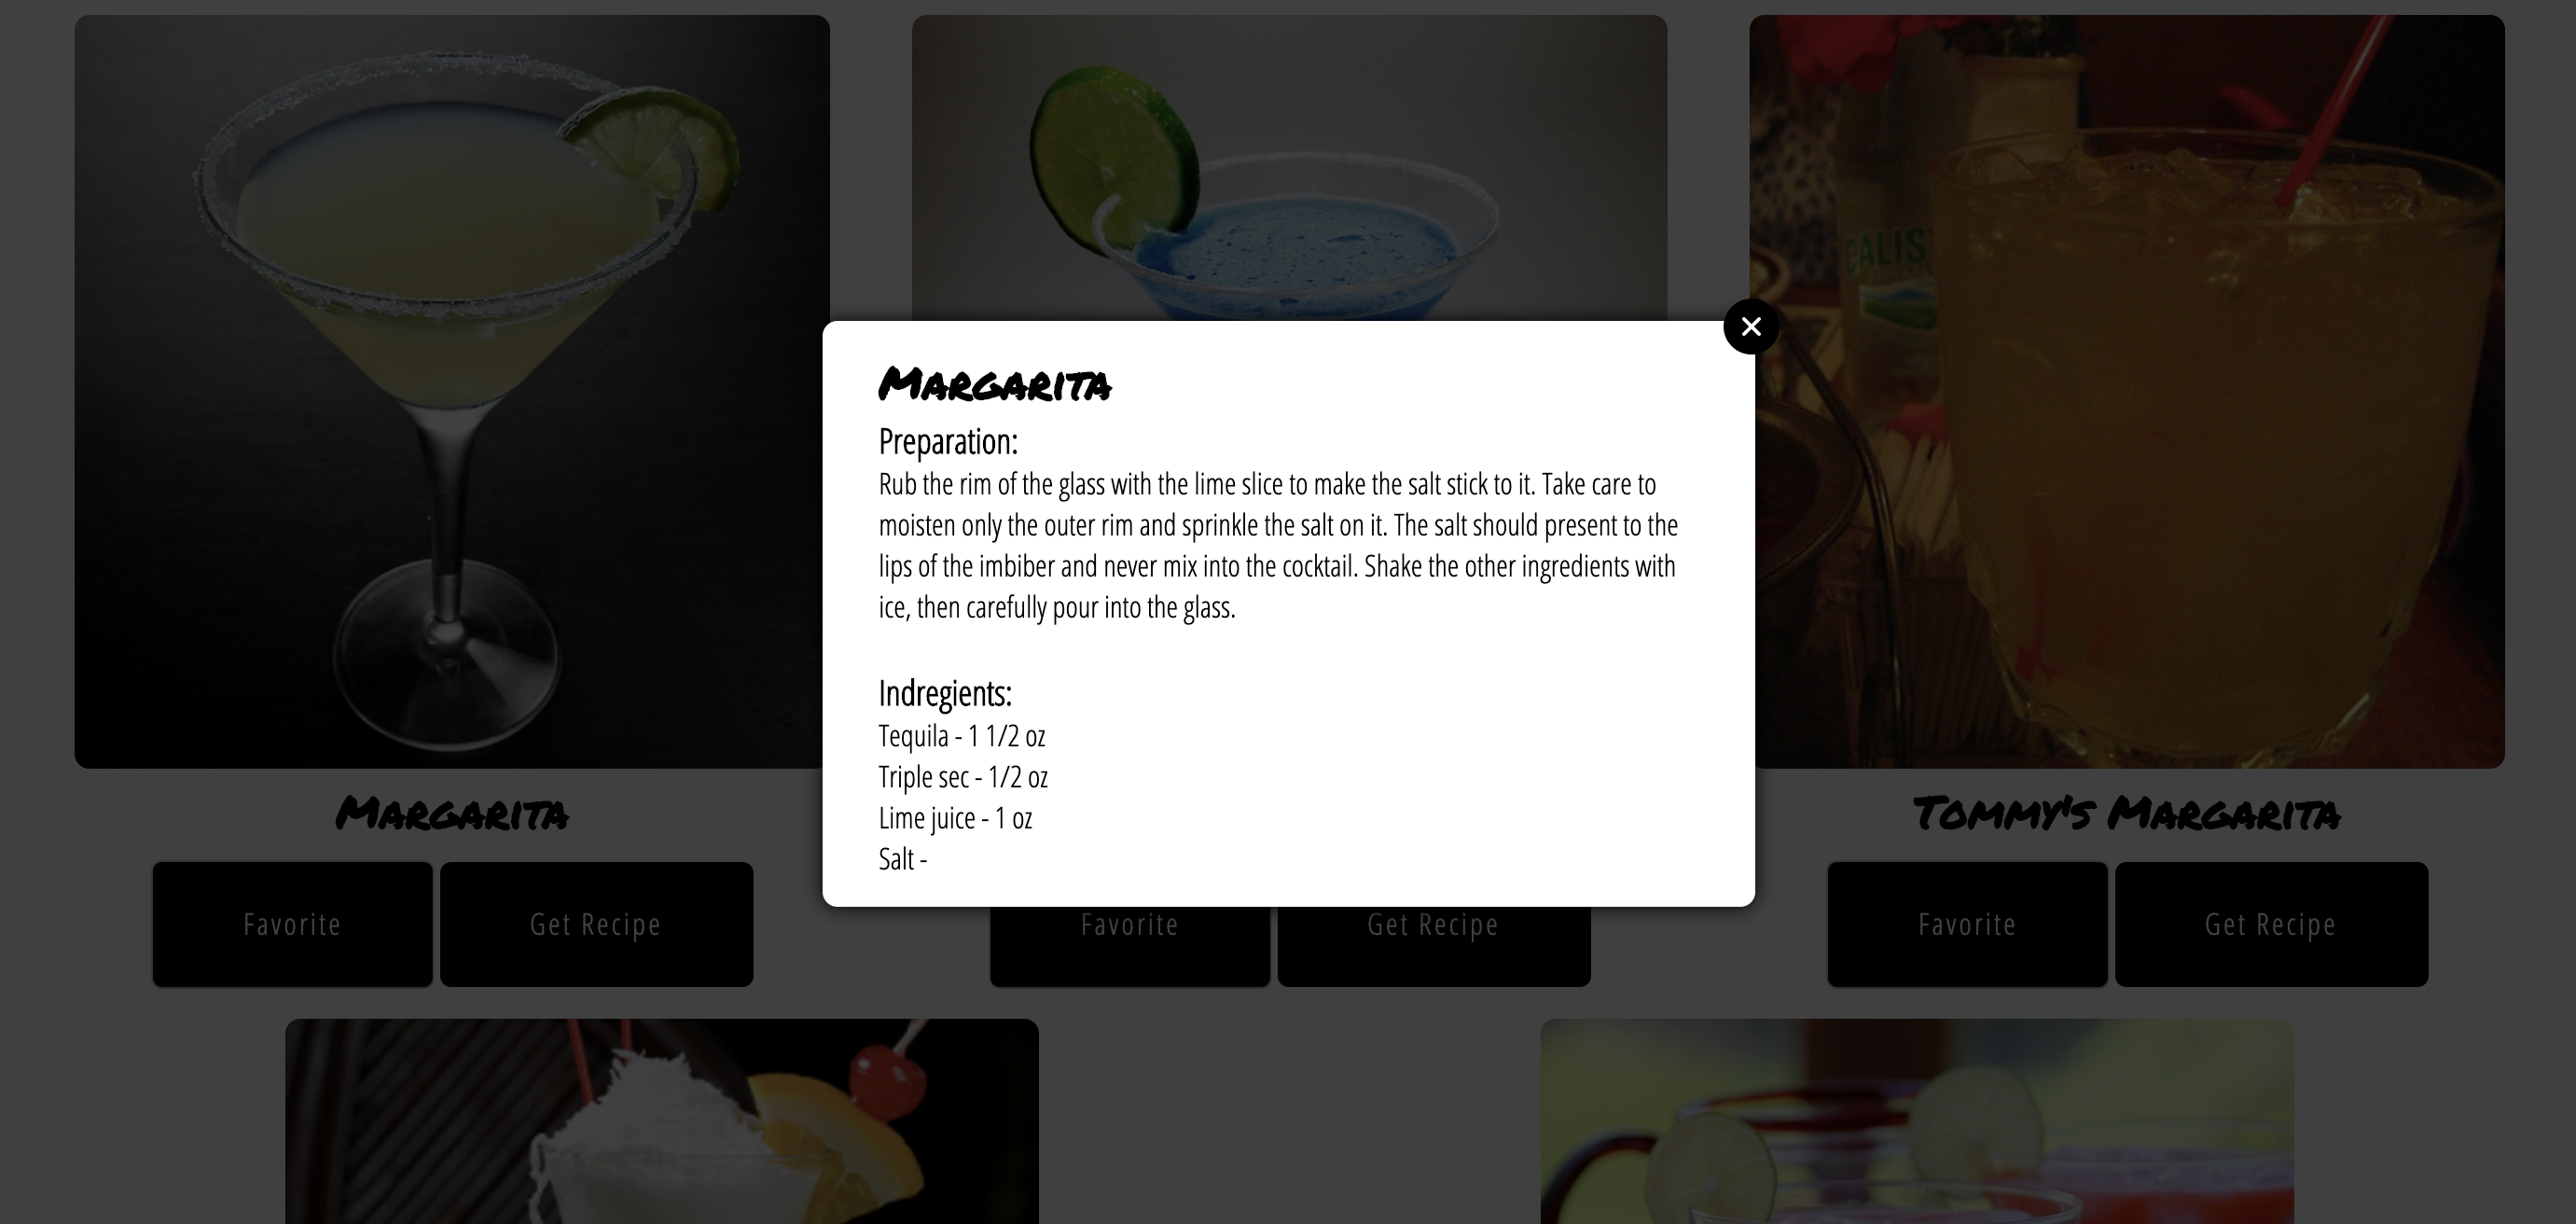 CALIS
Margarita
Preparation:
Rub the rim of the glass with the lime slice to make the salt stick to it. Take care to
moisten only the outer rim and sprinkle the salt on it. The salt should present to the
lips of the imbiber and never mix into the cocktail. Shake the other ingredients with
ice, then carefully pour into the glass.
Indregients:
Tequila - 1 1/2 oz
Triple sec - 1/2 oz
Lime juice - 1 oz
Salt -
Margarita
Tommy's Margarita
Favorite
Get Recipe
Favorite
Get Recipe
Favorite
Get Recipe